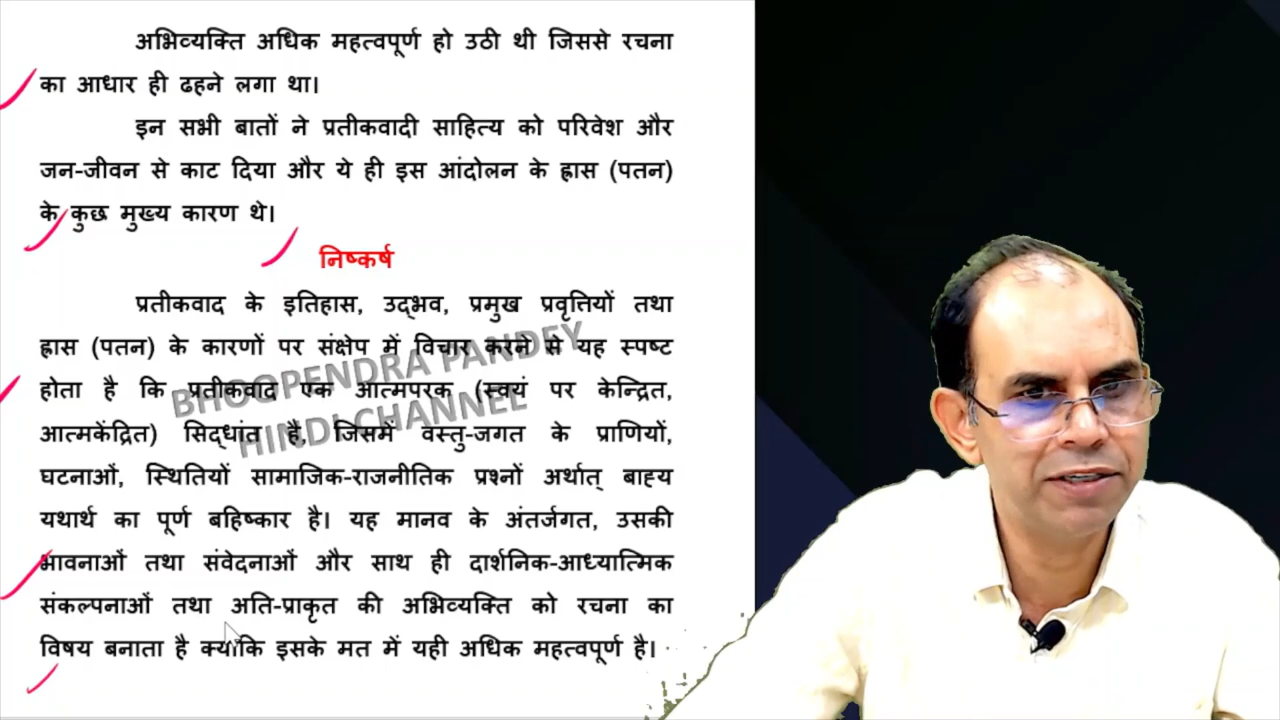 अभिव्यक्ति अधिक महत्वपूर्ण हो उठी थी जिससे रचना
का आधार ही ढहने लगा था।
इन सभी बातों ने प्रतीकवादी साहित्य को परिवेश और
जन-जीवन से काट दिया और ये ही इस आंदोलन के ह्रास (पतन)
के कुछ मुख्य कारण थे।
निष्कर्ष
प्रतीकवाद के इतिहास, उद्भव, प्रमुख प्रवृत्तियों तथा
ह्रास (पतन) के कारणों पर संक्षेप में विचार करने से यह स्पष्ट
होता है कि प्रतीकवाद एक आत्मपरक (स्वयं पर केन्द्रित,
आत्मकेंद्रित) सिद्धांत है, जिसमें वस्तु-जगत के प्राणियों,
घटनाओं, स्थितियों सामाजिक-राजनीतिक प्रश्नों अर्थात् बाह्य
यथार्थ का पूर्ण बहिष्कार है। यह मानव के अंतर्जगत, उसकी
भावनाओं तथा संवेदनाओं और साथ ही दार्शनिक-आध्यात्मिक
संकल्पनाओं तथा अति-प्राकृत की अभिव्यक्ति को रचना का
विषय बनाता है क्योंकि इसके मत में यही अधिक महत्वपूर्ण है।
BHOOPENDRA PANDEY
HINDI CHANNEL